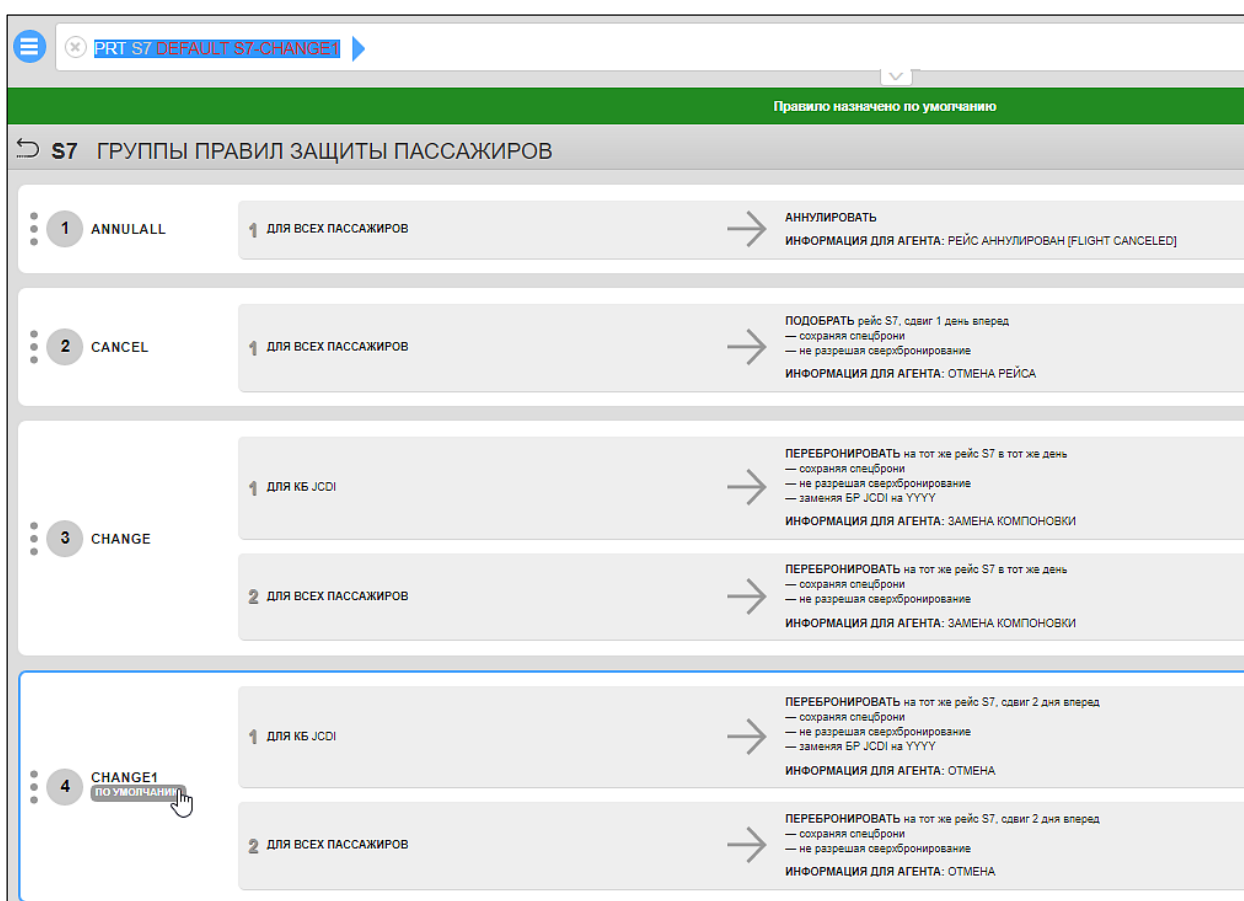 PRT S7 DEFAULT S7-CHANGE1
Правило назначено по умолчанию
S7 ГРУППЫ ПРАВИЛ ЗАЩИТЫ ПАССАЖИРОВ
1 ANNULALL
1 ДЛЯ ВСЕХ ПАССАЖИРОВ
АННУЛИРОВАТЬ
ИНФОРМАЦИЯ ДЛЯ АГЕНТА: РЕЙС АННУЛИРОВАН [FLIGHT CANCELED]
2 CANCEL
1 ДЛЯ ВСЕХ ПАССАЖИРОВ
ПОДОБРАТЬ рейс S7, сдвиг 1 день вперед
— сохраняя спецброни
— не разрешая сверхбронирование
ИНФОРМАЦИЯ ДЛЯ АГЕНТА: ОТМЕНА РЕЙСА
3 CHANGE
1 ДЛЯ КБ JCDI
ПЕРЕБРОНИРОВАТЬ на тот же рейс S7 в тот же день
— сохраняя спецброни
— не разрешая сверхбронирование
— заменяя БР JCDI на YYYY
ИНФОРМАЦИЯ ДЛЯ АГЕНТА: ЗАМЕНА КОМПОНОВКИ
2 ДЛЯ ВСЕХ ПАССАЖИРОВ
ПЕРЕБРОНИРОВАТЬ на тот же рейс S7 в тот же день
— сохраняя спецброни
— не разрешая сверхбронирование
ИНФОРМАЦИЯ ДЛЯ АГЕНТА: ЗАМЕНА КОМПОНОВКИ
4 CHANGE1
ПО УМОЛЧАНИЮ
1 ДЛЯ КБ JCDI
ПЕРЕБРОНИРОВАТЬ на тот же рейс S7, сдвиг 2 дня вперед
— сохраняя спецброни
— не разрешая сверхбронирование
— заменяя БР JCDI на YYYY
ИНФОРМАЦИЯ ДЛЯ АГЕНТА: ОТМЕНА
2 ДЛЯ ВСЕХ ПАССАЖИРОВ
ПЕРЕБРОНИРОВАТЬ на тот же рейс S7, сдвиг 2 дня вперед
— сохраняя спецброни
— не разрешая сверхбронирование
ИНФОРМАЦИЯ ДЛЯ АГЕНТА: ОТМЕНА